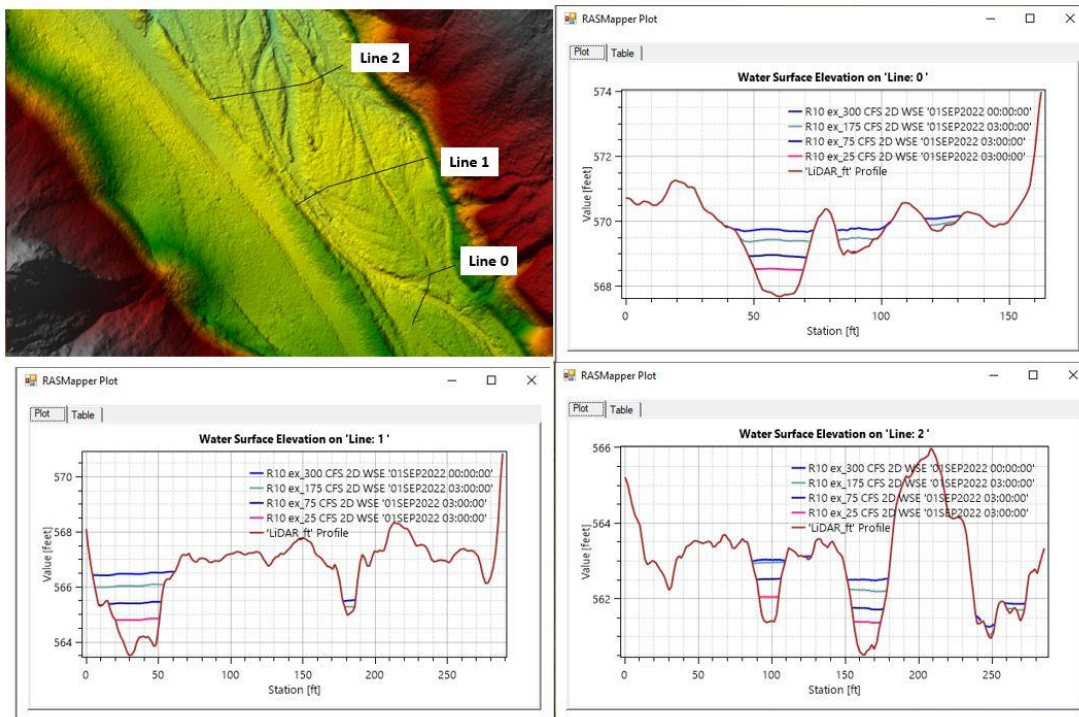 Line 2
Line 1
Line 0
RASMapper Plot
Plot Table
Water Surface Elevation on 'Line: 0 '
R10 ex_300 CFS 2D WSE '01SEP2022 00:00:00'
R10 ex_175 CFS 2D WSE '01SEP2022 03:00:00'
R10 ex_75 CFS 2D WSE '01SEP2022 03:00:00'
R10 ex_25 CFS 2D WSE '01SEP2022 03:00:00'
'LiDAR_ft' Profile
Value [feet]
574
572
570
568
0 50 100 150
Station [ft]
RASMapper Plot
Plot Table
Water Surface Elevation on 'Line: 1 '
R10 ex_300 CFS 2D WSE '01SEP2022 00:00:00'
R10 ex_175 CFS 2D WSE '01SEP2022 03:00:00'
R10 ex_75 CFS 2D WSE '01SEP2022 03:00:00'
R10 ex_25 CFS 2D WSE '01SEP2022 03:00:00'
'LiDAR_ft' Profile
Value [feet]
570
568
566
564
0 50 100 150 200 250
Station [ft]
RASMapper Plot
Plot Table
Water Surface Elevation on 'Line: 2 '
R10 ex_300 CFS 2D WSE '01SEP2022 00:00:00'
R10 ex_175 CFS 2D WSE '01SEP2022 03:00:00'
R10 ex_75 CFS 2D WSE '01SEP2022 03:00:00'
R10 ex_25 CFS 2D WSE '01SEP2022 03:00:00'
'LiDAR_ft' Profile
Value [feet]
566
564
562
0 50 100 150 200 250
Station [ft]